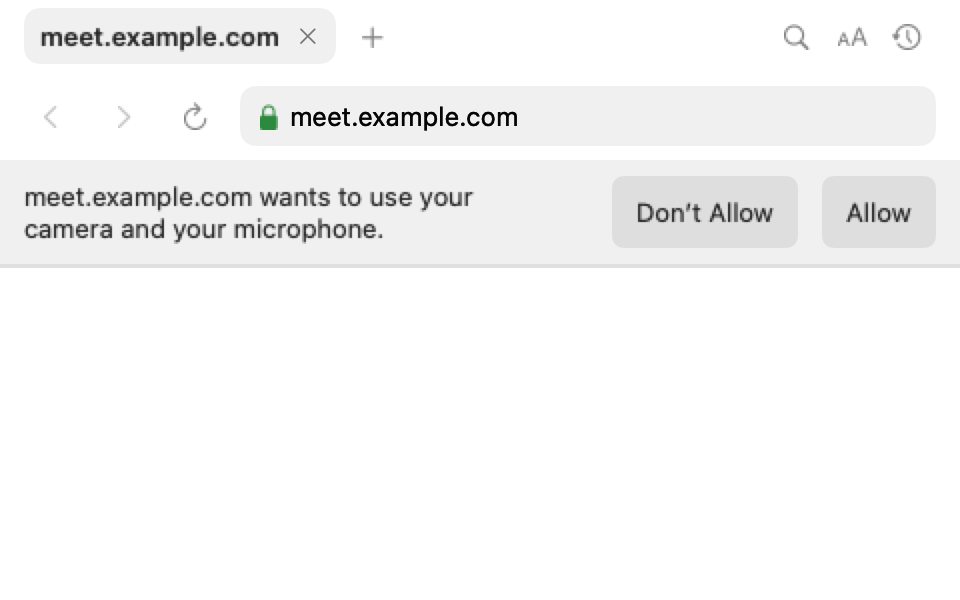 meet.example.com
AA
meet.example.com
meet.example.com wants to use your
camera and your microphone.
Don’t Allow
Allow